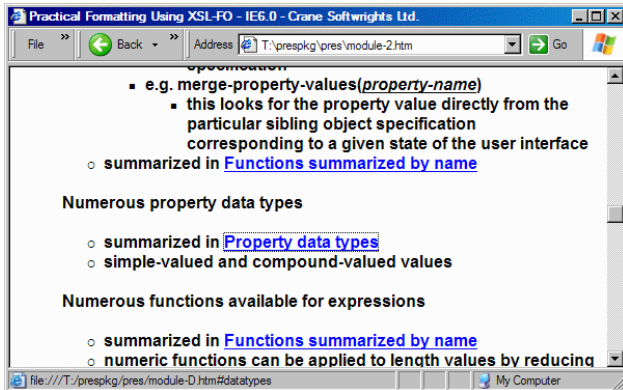 Practical Formatting Using XSL-FO - IE6.0 - Crane Softwrights Ltd.
File » Back » Address T:\prespkg\pres\module-2.htm Go
specification
e.g. merge-property-values(property-name)
this looks for the property value directly from the
particular sibling object specification
corresponding to a given state of the user interface
summarized in Functions summarized by name
Numerous property data types
summarized in Property data types
simple-valued and compound-valued values
Numerous functions available for expressions
summarized in Functions summarized by name
numeric functions can be applied to length values by reducing
file:///T:/prespkg/pres/module-D.htm#datatypes My Computer